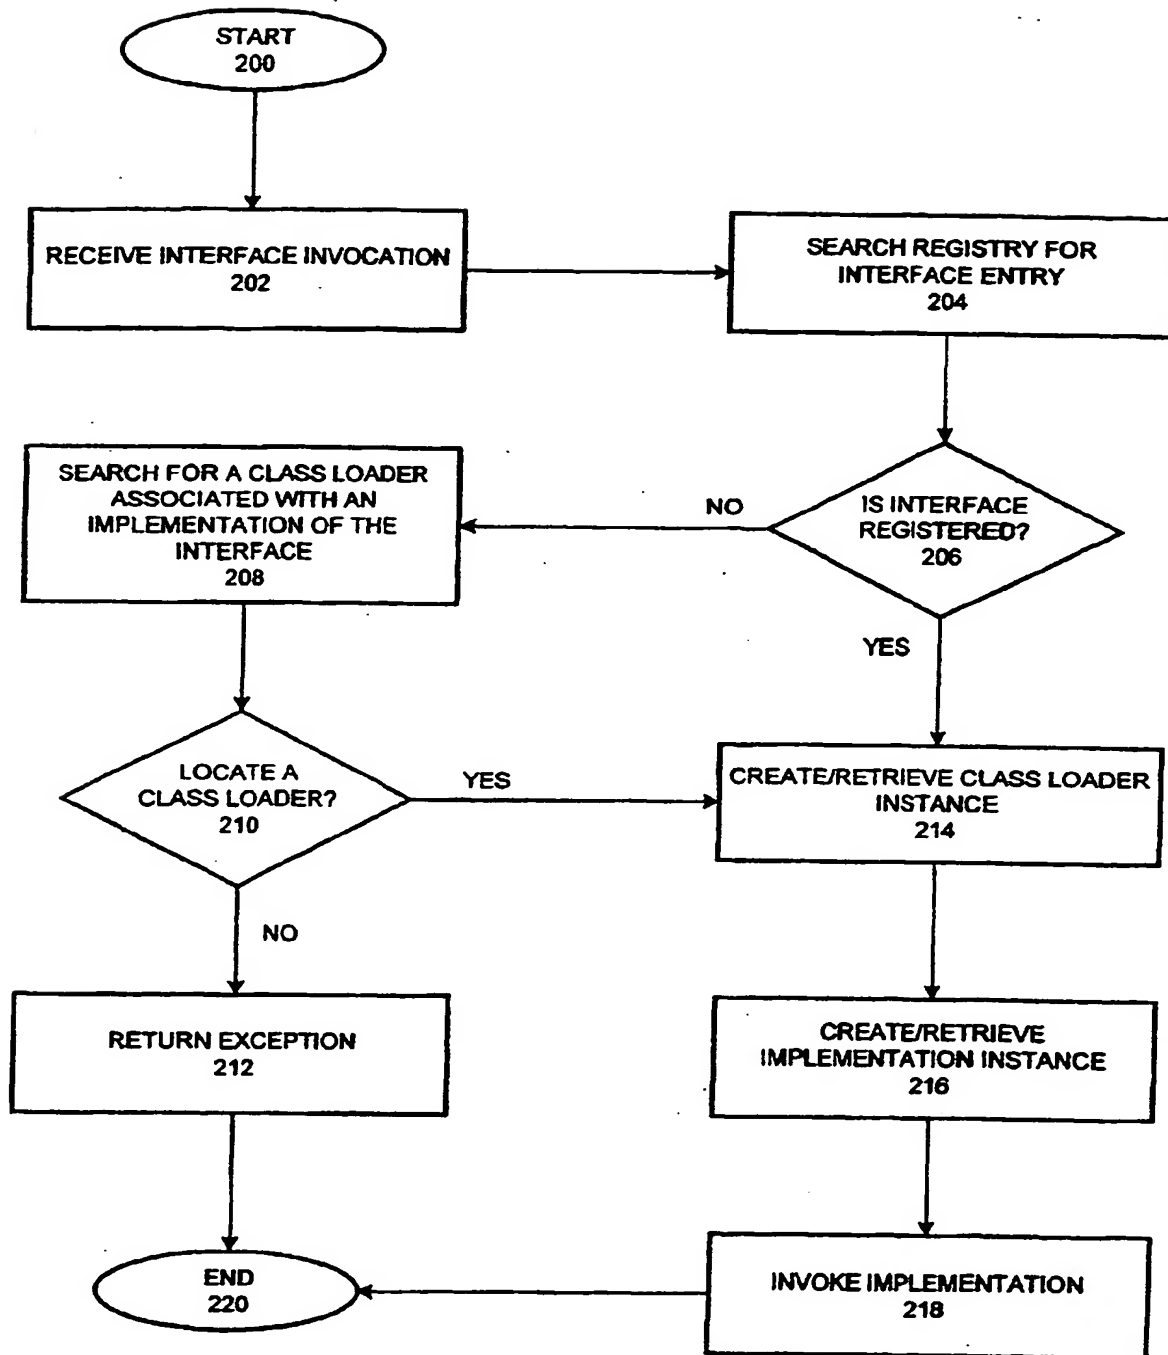 START
200
RECEIVE INTERFACE INVOCATION
202
SEARCH REGISTRY FOR
INTERFACE ENTRY
204
IS INTERFACE
REGISTERED?
206
NO
YES
SEARCH FOR A CLASS LOADER
ASSOCIATED WITH AN
IMPLEMENTATION OF THE
INTERFACE
208
LOCATE A
CLASS LOADER?
210
YES
NO
CREATE/RETRIEVE CLASS LOADER
INSTANCE
214
RETURN EXCEPTION
212
CREATE/RETRIEVE
IMPLEMENTATION INSTANCE
216
INVOKE IMPLEMENTATION
218
END
220